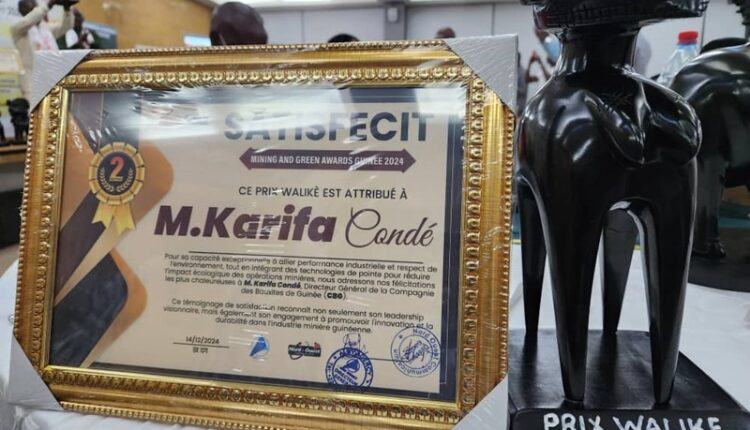 SATISFECIT
MINING AND GREEN AWARDS GUINÉE 2024
CE PRIX WALIKÈ EST ATTRIBUÉ À
M.Karifa Condé
2
Pour sa capacité exceptionnelle à allier performance industrielle et respect de
l'environnement, tout en intégrant des technologies de pointe pour réduire
l'impact écologique des opérations minières, nous adressons nos félicitations
les plus chaleureuses à M. Karifa Condé, Directeur Général de la Compagnie
des Bauxites de Guinée (CBG).
Ce témoignage de satisfaction reconnaît non seulement son leadership
visionnaire, mais également son engagement à promouvoir l'innovation et la
durabilité dans l'industrie minière guinéenne.
14/12/2024
Nord-Ouest
PRIX WALIKE